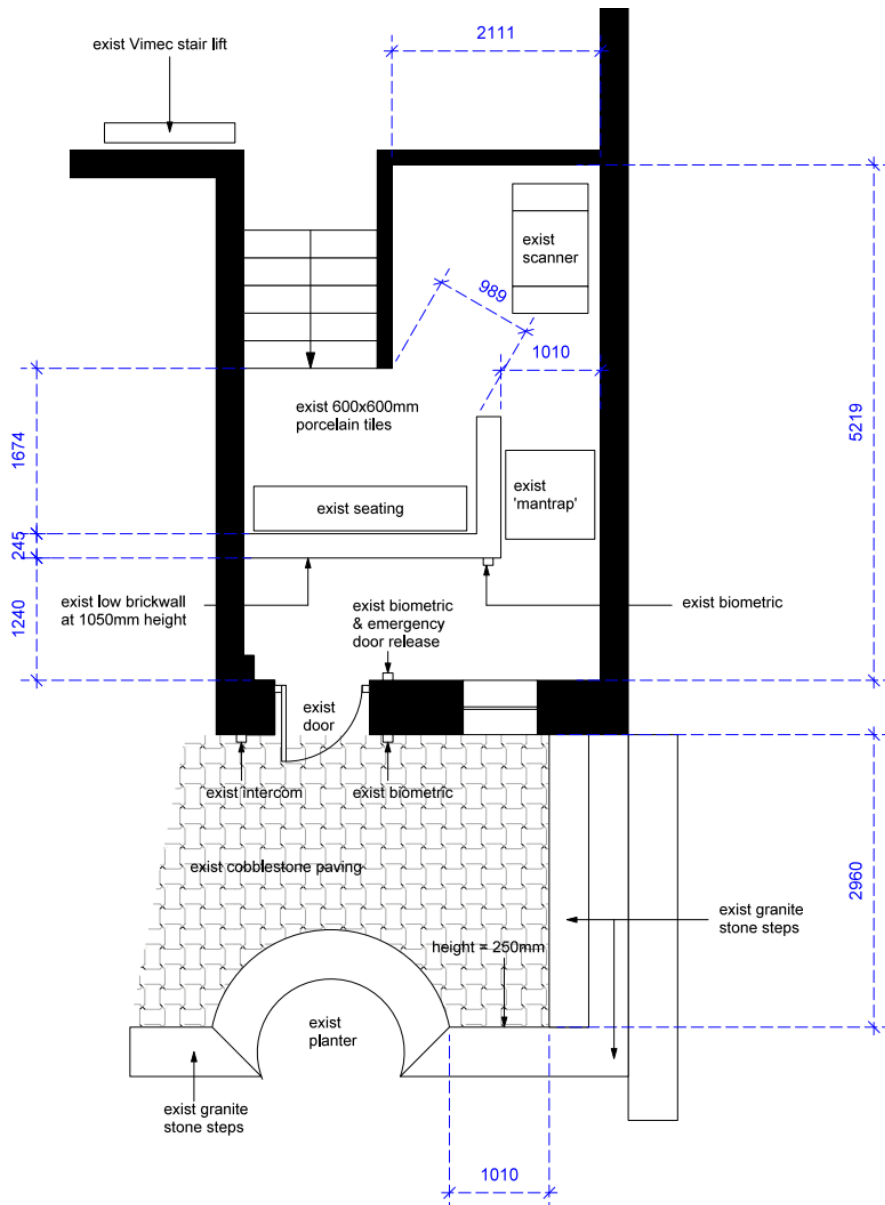 2111
exist Vimec stair lift
exist
scanner
989
1010
exist 600x600mm
porcelain tiles
5219
1674
exist
'mantrap'
exist seating
245
1240
exist low brickwall
at 1050mm height
exist biometric
& emergency
door release
exist biometric
exist
door
exist intercom
exist biometric
exist cobblestone paving
2960
exist granite
stone steps
height = 250mm
exist
planter
exist granite
stone steps
1010